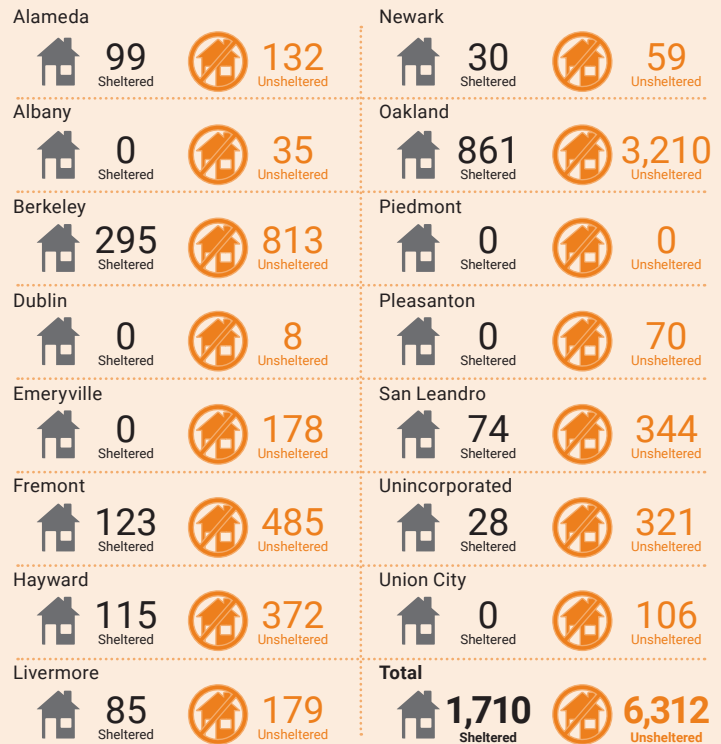 Alameda
99 132
Sheltered Unsheltered
Albany
0 35
Sheltered Unsheltered
Berkeley
295 813
Sheltered Unsheltered
Dublin
0 8
Sheltered Unsheltered
Emeryville
0 178
Sheltered Unsheltered
Fremont
123 485
Sheltered Unsheltered
Hayward
115 372
Sheltered Unsheltered
Livermore
85 179
Sheltered Unsheltered
Newark
30 59
Sheltered Unsheltered
Oakland
861 3,210
Sheltered Unsheltered
Piedmont
0 0
Sheltered Unsheltered
Pleasanton
0 70
Sheltered Unsheltered
San Leandro
74 344
Sheltered Unsheltered
Unincorporated
28 321
Sheltered Unsheltered
Union City
0 106
Sheltered Unsheltered
Total
1,710 6,312
Sheltered Unsheltered